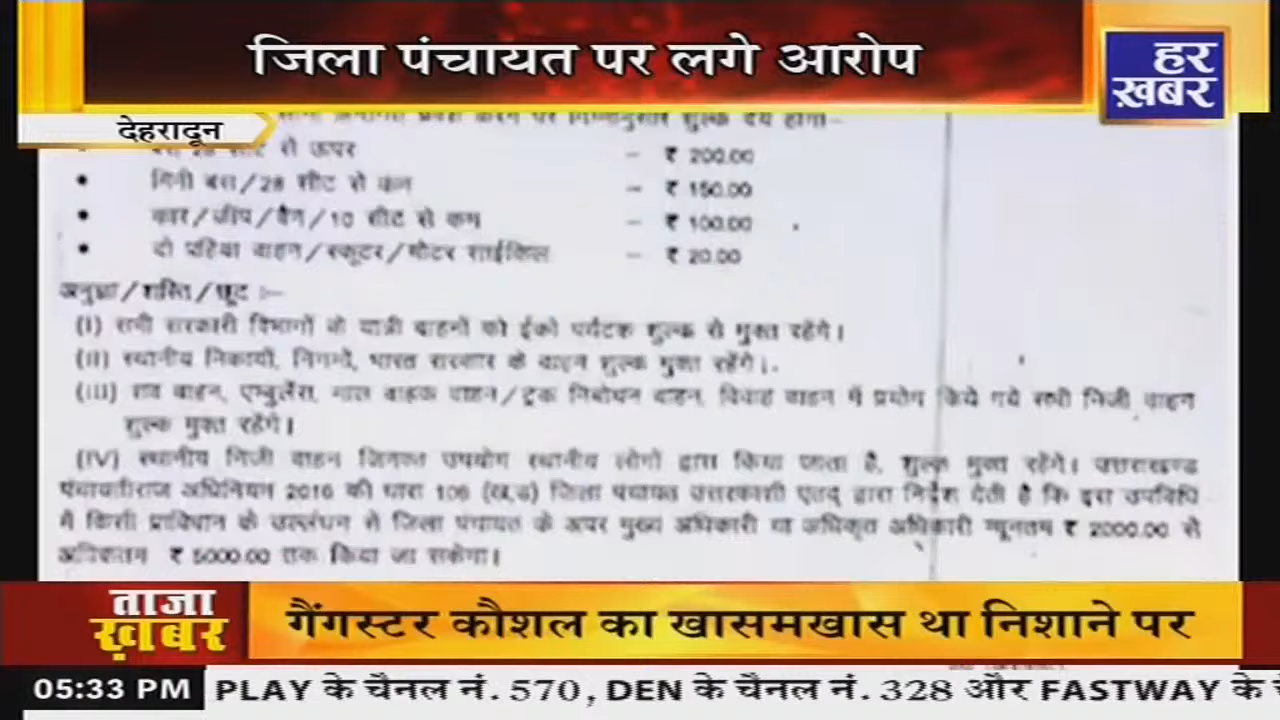 जिला पंचायत पर लगे आरोप
हर
ख़बर
देहरादून
पर निम्नानुसार शुल्क देय होगा-
सीट से ऊपर - ₹ 200.00
• मिनी बस/28 सीट से कम - ₹ 150.00
• कार/जीप/वैन/10 सीट से कम - ₹ 100.00
• दो पहिया वाहन/स्कूटर/मोटर साईकिल - ₹ 20.00
अनुज्ञा/शस्ति/छूट :-
(I) सभी सरकारी विभागों के यात्री वाहनों को ईको पर्यटक शुल्क से मुक्त रहेंगे।
(II) स्थानीय निकायों, निगमों, भारत सरकार के वाहन शुल्क मुक्त रहेंगे।.
(III) शव वाहन, एम्बुलेंस, माल वाहक वाहन/ट्रक वाहन, विवाह वाहन में प्रयोग किये गये सभी निजी वाहन
शुल्क मुक्त रहेंगे।
(IV) स्थानीय निजी वाहन जिनका उपयोग स्थानीय लोगों द्वारा किया जाता है, शुल्क मुक्त रहेंगे। उत्तराखण्ड
पंचायतीराज अधिनियम 2016 की धारा 106 जिला पंचायत उत्तरकाशी एतद् द्वारा निर्देश देती है कि इस उपविधि
में किसी प्राविधान के उल्लंघन से जिला पंचायत के अपर मुख्य अधिकारी या अधिकृत अधिकारी न्यूनतम ₹ 2000.00 से
अधिकतम ₹ 5000.00 तक किया जा सकेगा।
ताजा
ख़बर
गैंगस्टर कौशल का खासमखास था निशाने पर
05:33 PM PLAY के चैनल नं. 570, DEN के चैनल नं. 328 और FASTWAY के